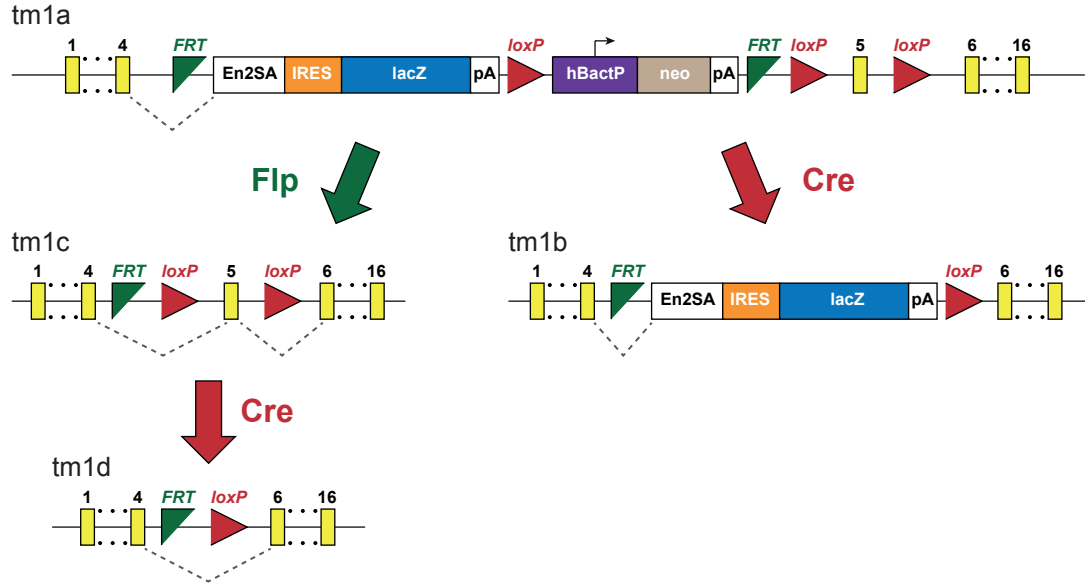 tm1a
1 4 FRT loxP FRT loxP 5 loxP 6 16
En2SA IRES lacZ pA hBactP neo pA
Flp Cre
tm1c tm1b
1 4 FRT loxP 5 loxP 6 16
1 4 FRT loxP 6 16
En2SA IRES lacZ pA
Cre
tm1d
1 4 FRT loxP 6 16